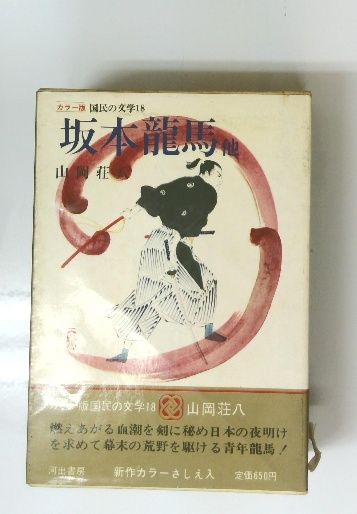 カラー版 国民の文学18
坂本龍馬 他
山岡荘八
カラー版国民の文学18 山岡荘八
燃えあがる血潮を剣に秘め日本の夜明け
を求めて幕末の荒野を駆ける青年龍馬!
河出書房 新作カラーさしえ入 定価650円